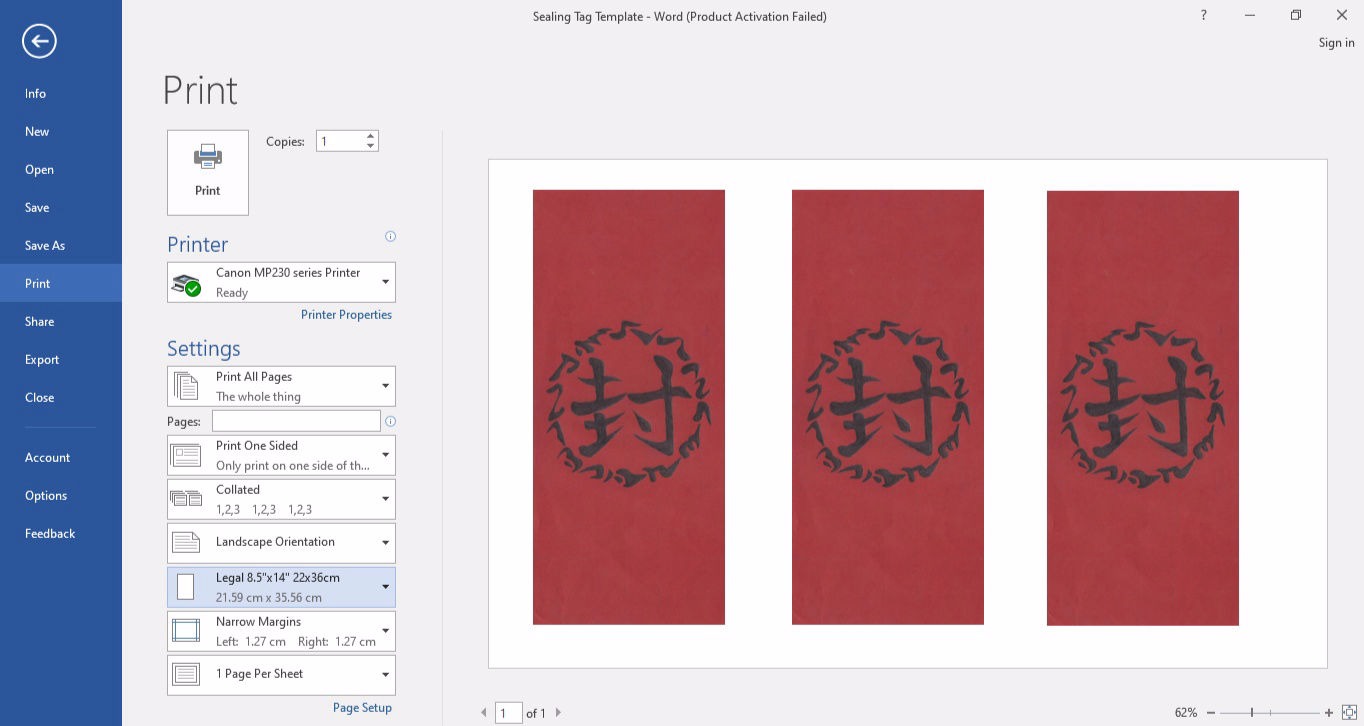 Sealing Tag Template - Word (Product Activation Failed)
?
Sign in
Info
New
Open
Save
Save As
Print
Share
Export
Close
Account
Options
Feedback
Print
Print
Copies: 1
Printer
Canon MP230 series Printer
Ready
Printer Properties
Settings
Print All Pages
The whole thing
Pages:
Print One Sided
Only print on one side of th...
Collated
1,2,3 1,2,3 1,2,3
Landscape Orientation
Legal 8.5"x14" 22x36cm
21.59 cm x 35.56 cm
Narrow Margins
Left: 1.27 cm Right: 1.27 cm
1 Page Per Sheet
Page Setup
封 封 封
1 of 1
62%